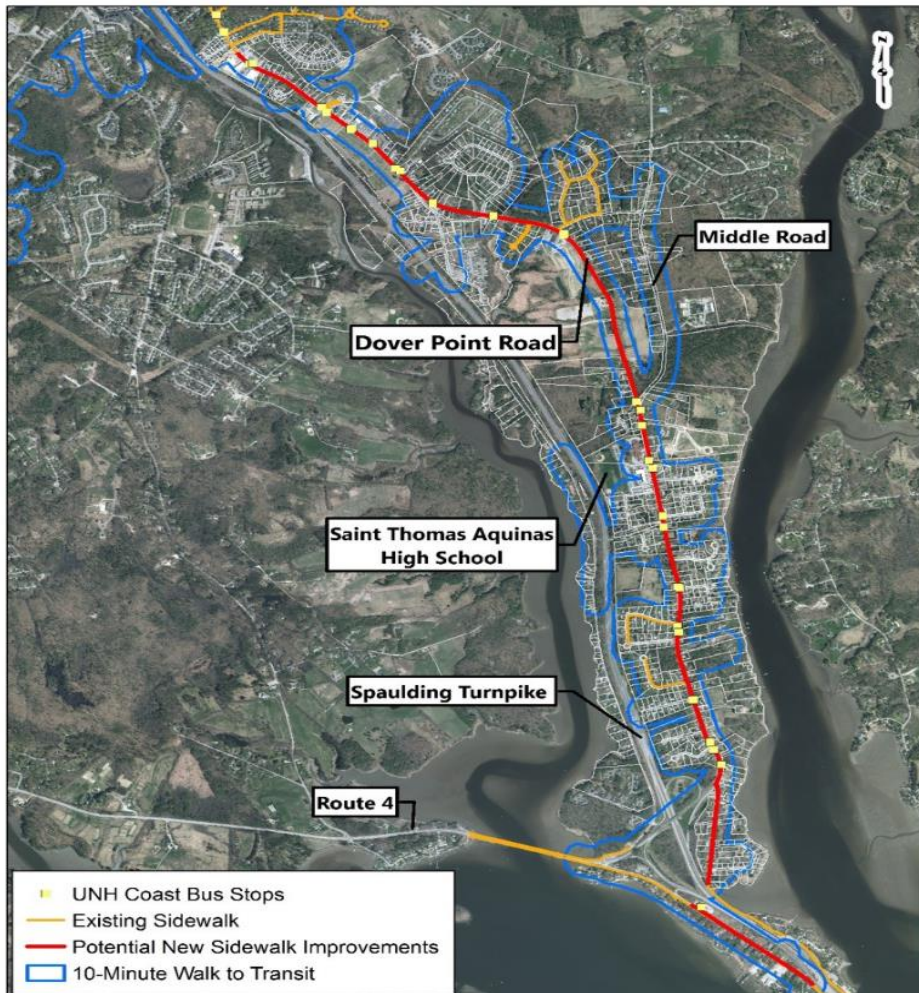 N
Middle Road
Dover Point Road
Saint Thomas Aquinas
High School
Spaulding Turnpike
Route 4
UNH Coast Bus Stops
Existing Sidewalk
Potential New Sidewalk Improvements
10-Minute Walk to Transit